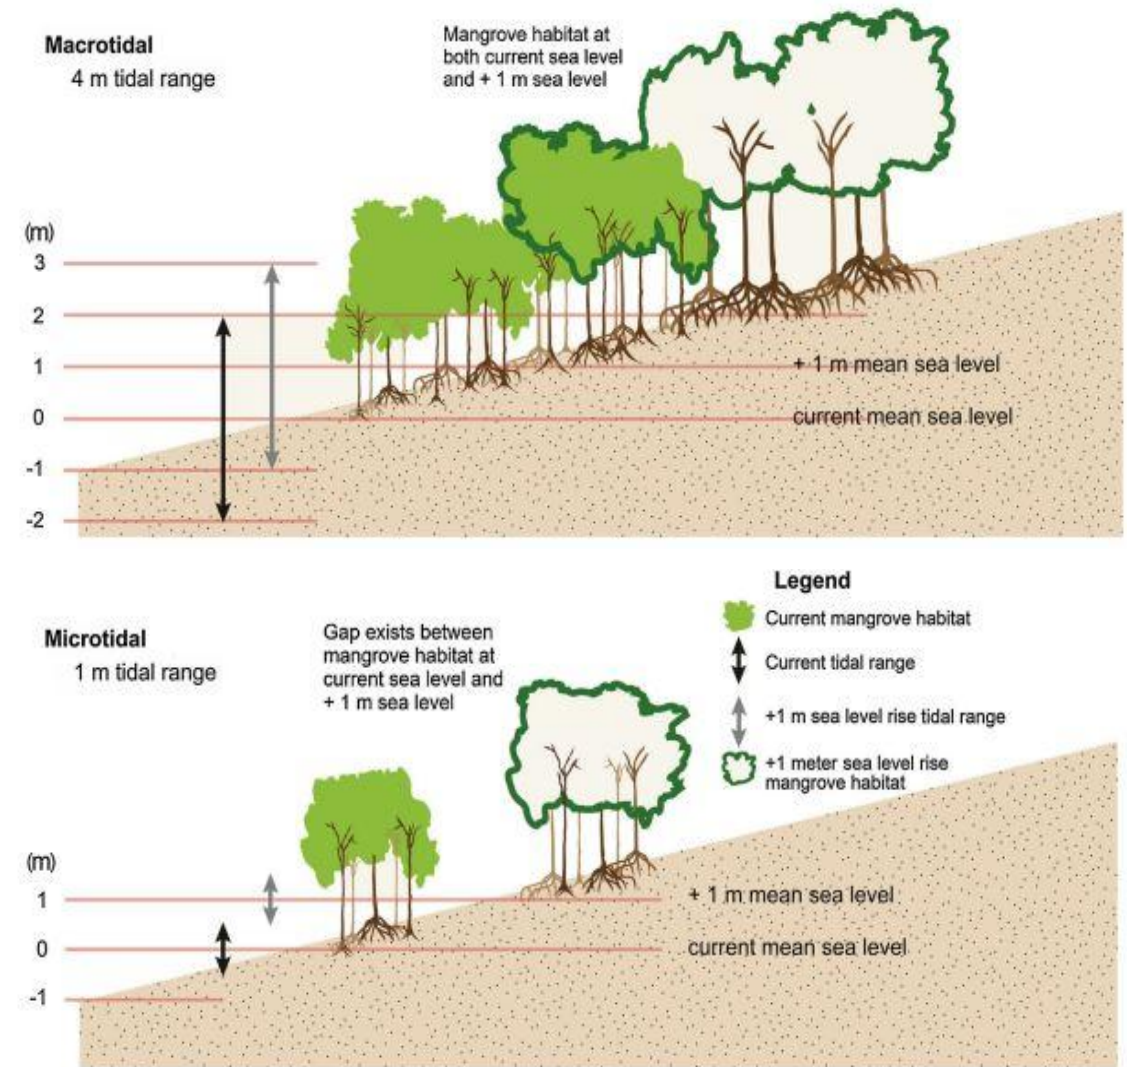 Macrotidal
4 m tidal range
Mangrove habitat at
both current sea level
and + 1 m sea level
(m)
3
2
1
0
-1
-2
+ 1 m mean sea level
current mean sea level
Microtidal
1 m tidal range
Gap exists between
mangrove habitat at
current sea level and
+ 1 m sea level
Legend
Current mangrove habitat
Current tidal range
+1 m sea level rise tidal range
+1 meter sea level rise
mangrove habitat
(m)
1
0
-1
+ 1 m mean sea level
current mean sea level